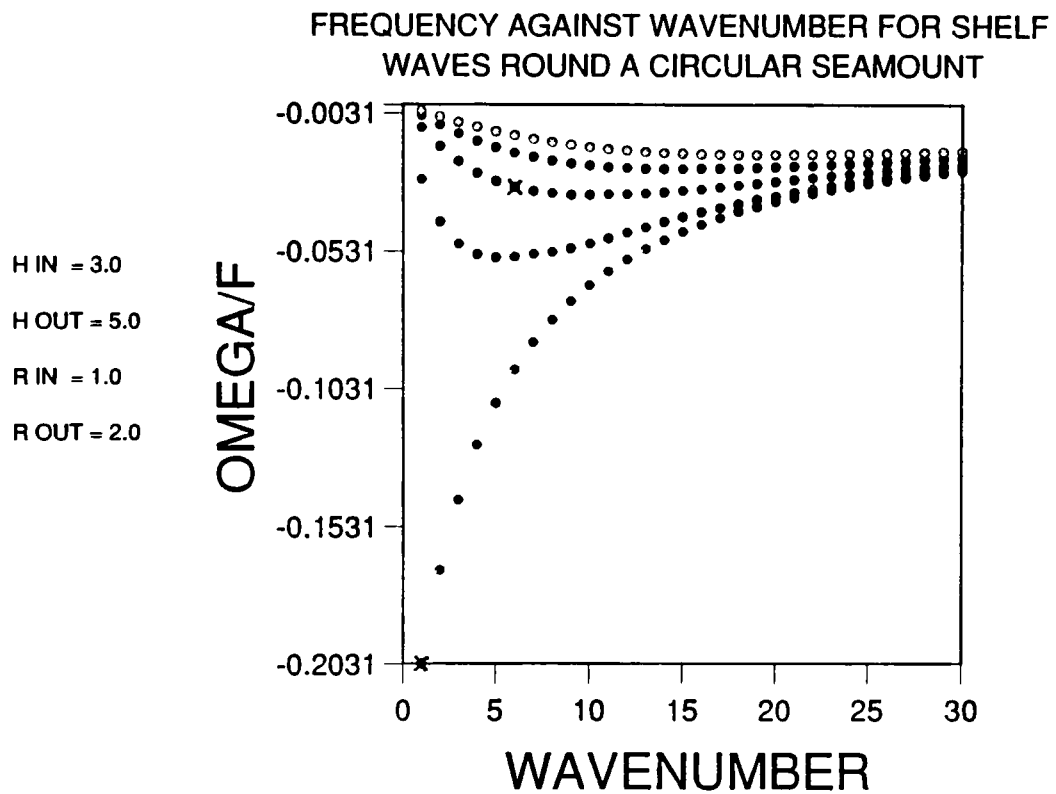 FREQUENCY AGAINST WAVENUMBER FOR SHELF
WAVES ROUND A CIRCULAR SEAMOUNT
H IN = 3.0
H OUT = 5.0
R IN = 1.0
R OUT = 2.0
OMEGA/F
-0.0031
-0.0531
-0.1031
-0.1531
-0.2031
0 5 10 15 20 25 30
WAVENUMBER